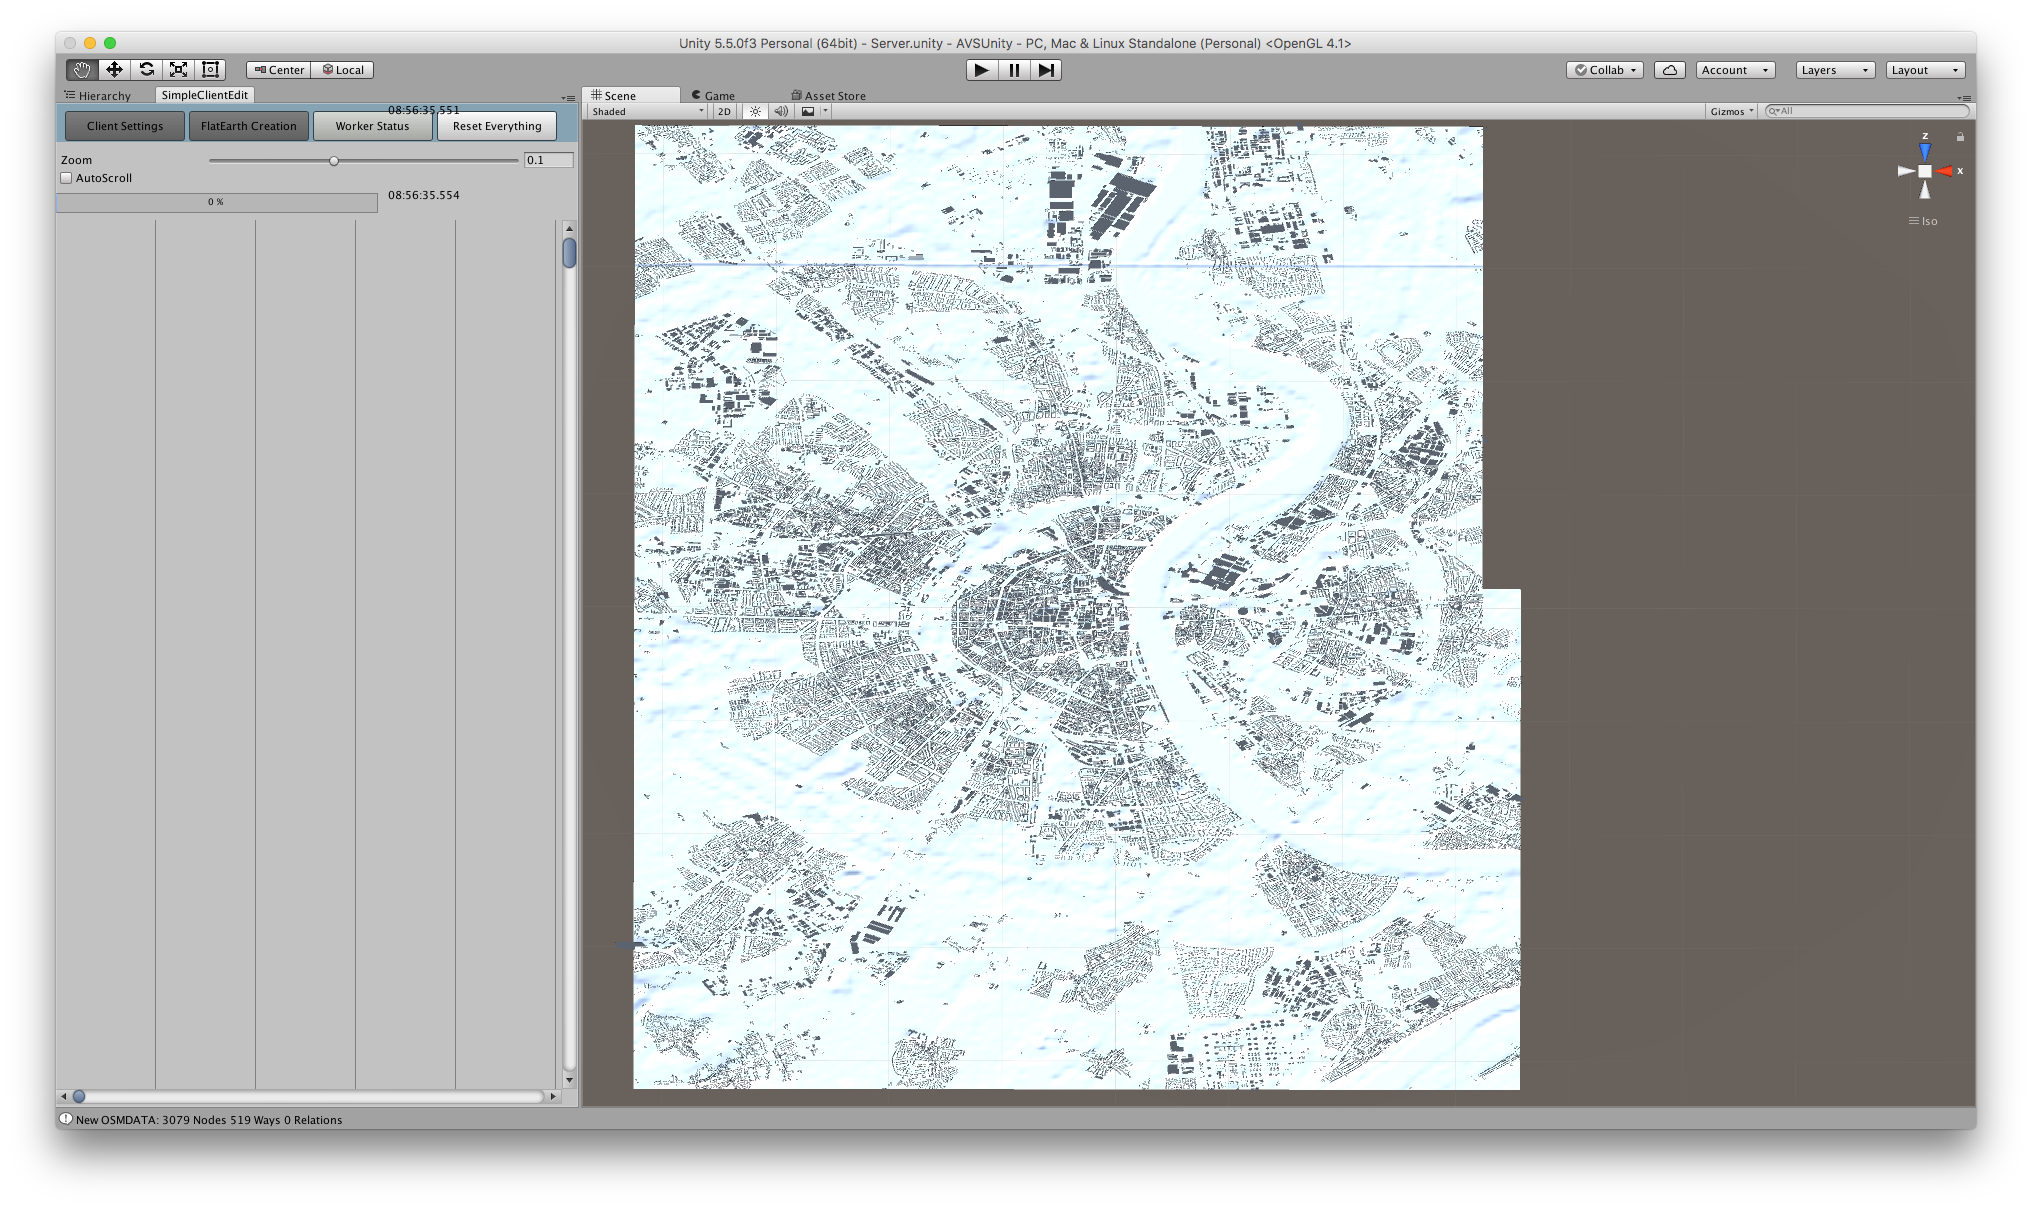 Unity 5.5.0f3 Personal (64bit) - Server.unity - AVSUnity - PC, Mac & Linux Standalone (Personal) <OpenGL 4.1>
Center Local
Collab Account Layers Layout
Hierarchy SimpleClientEdit
Scene Game Asset Store
08:56:35.551
Shaded 2D Gizmos All
Client Settings FlatEarth Creation Worker Status Reset Everything
Zoom 0.1
AutoScroll
0 %
08:56:35.554
z
x
Iso
New OSMDATA: 3079 Nodes 519 Ways 0 Relations